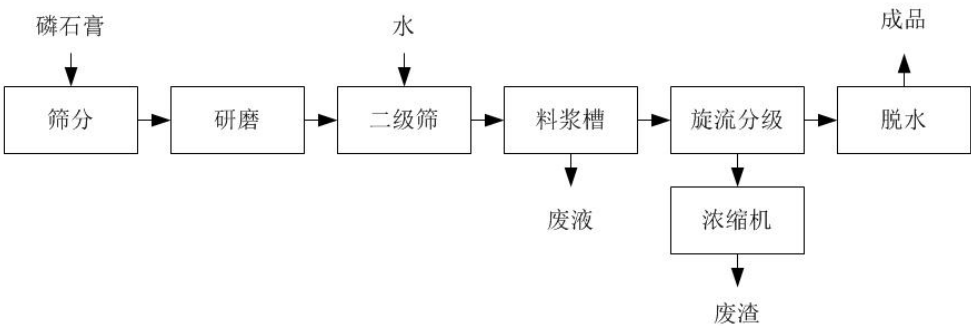 磷石膏
水
成品
筛分
研磨
二级筛
料浆槽
旋流分级
脱水
废液
浓缩机
废渣